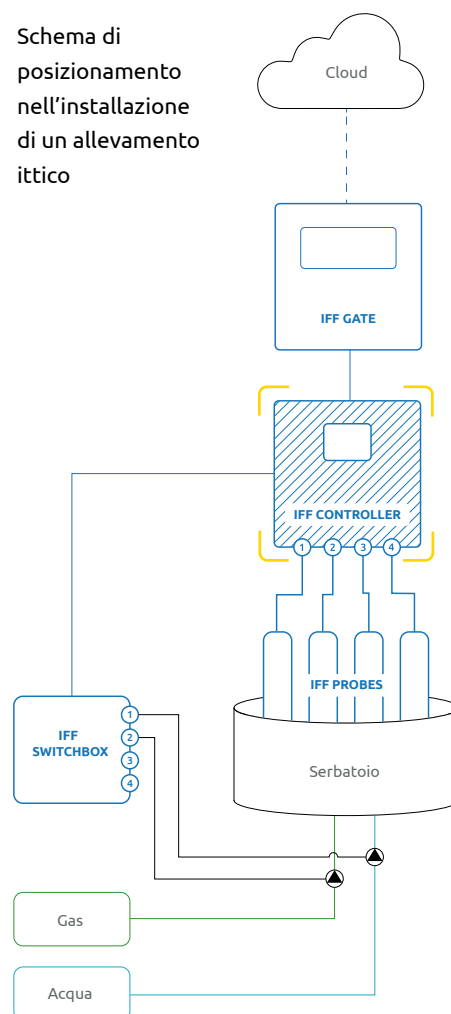 Schema di
posizionamento
nell'installazione
di un allevamento
ittico
Cloud
IFF GATE
IFF CONTROLLER
1 2 3 4
IFF PROBES
IFF
SWITCHBOX
1
2
3
4
Serbatoio
Gas
Acqua